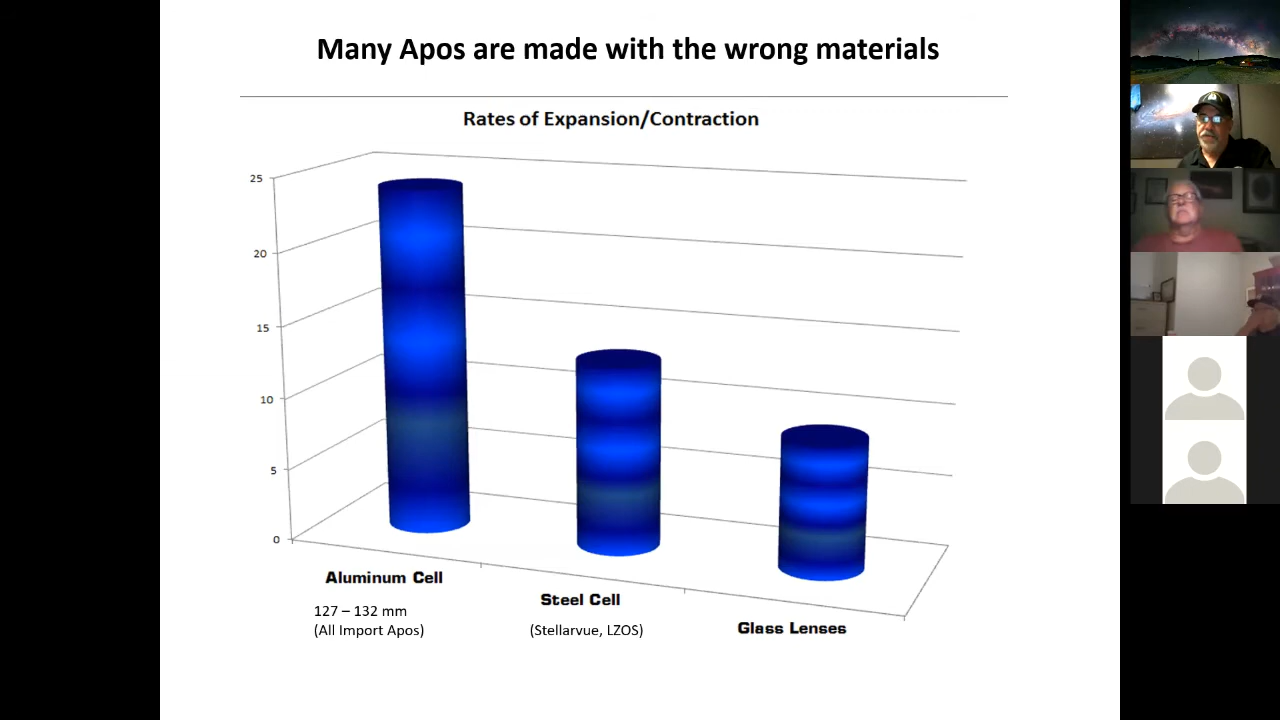 Many Apos are made with the wrong materials
Rates of Expansion/Contraction
25
20
15
10
5
0
Aluminum Cell
127 – 132 mm
(All Import Apos)
Steel Cell
(Stellarvue, LZOS)
Glass Lenses